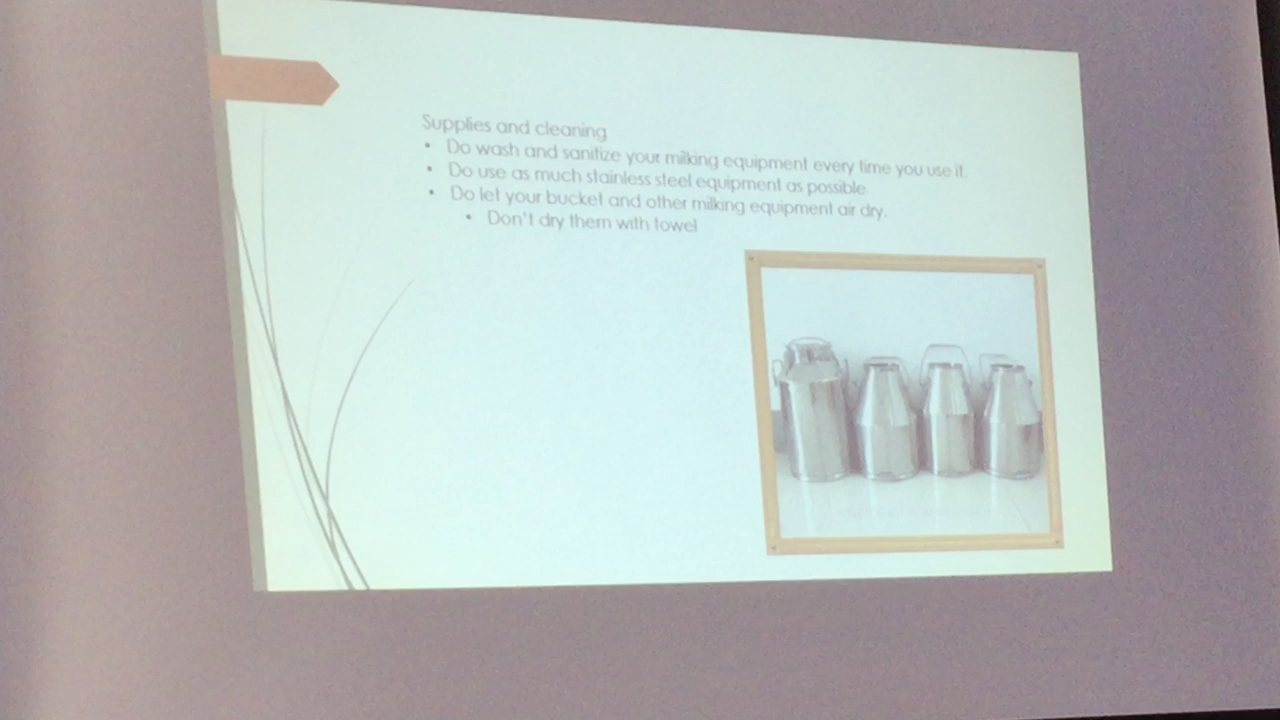 Supplies and cleaning
• Do wash and sanitize your milking equipment every time you use it.
• Do use as much stainless steel equipment as possible
• Do let your bucket and other milking equipment air dry.
• Don't dry them with towel